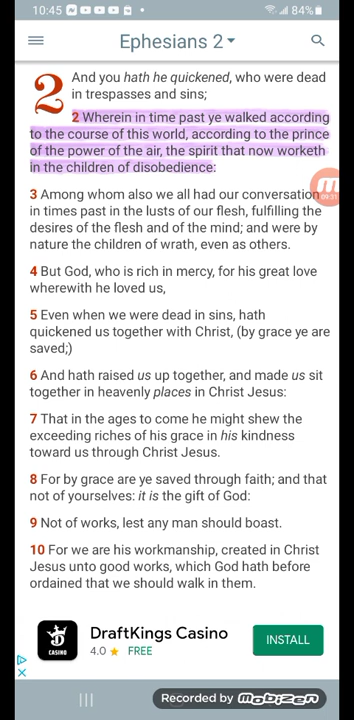 10:45 84%
Ephesians 2
2 And you hath he quickened, who were dead
in trespasses and sins;
2 Wherein in time past ye walked according
to the course of this world, according to the prince
of the power of the air, the spirit that now worketh
in the children of disobedience:
3 Among whom also we all had our conversation
in times past in the lusts of our flesh, fulfilling the
desires of the flesh and of the mind; and were by
nature the children of wrath, even as others.
09:31
4 But God, who is rich in mercy, for his great love
wherewith he loved us,
5 Even when we were dead in sins, hath
quickened us together with Christ, (by grace ye are
saved;)
6 And hath raised us up together, and made us sit
together in heavenly places in Christ Jesus:
7 That in the ages to come he might shew the
exceeding riches of his grace in his kindness
toward us through Christ Jesus.
8 For by grace are ye saved through faith; and that
not of yourselves: it is the gift of God:
9 Not of works, lest any man should boast.
10 For we are his workmanship, created in Christ
Jesus unto good works, which God hath before
ordained that we should walk in them.
CASINO
DraftKings Casino
4.0 ★ FREE
INSTALL
Recorded by mobizen